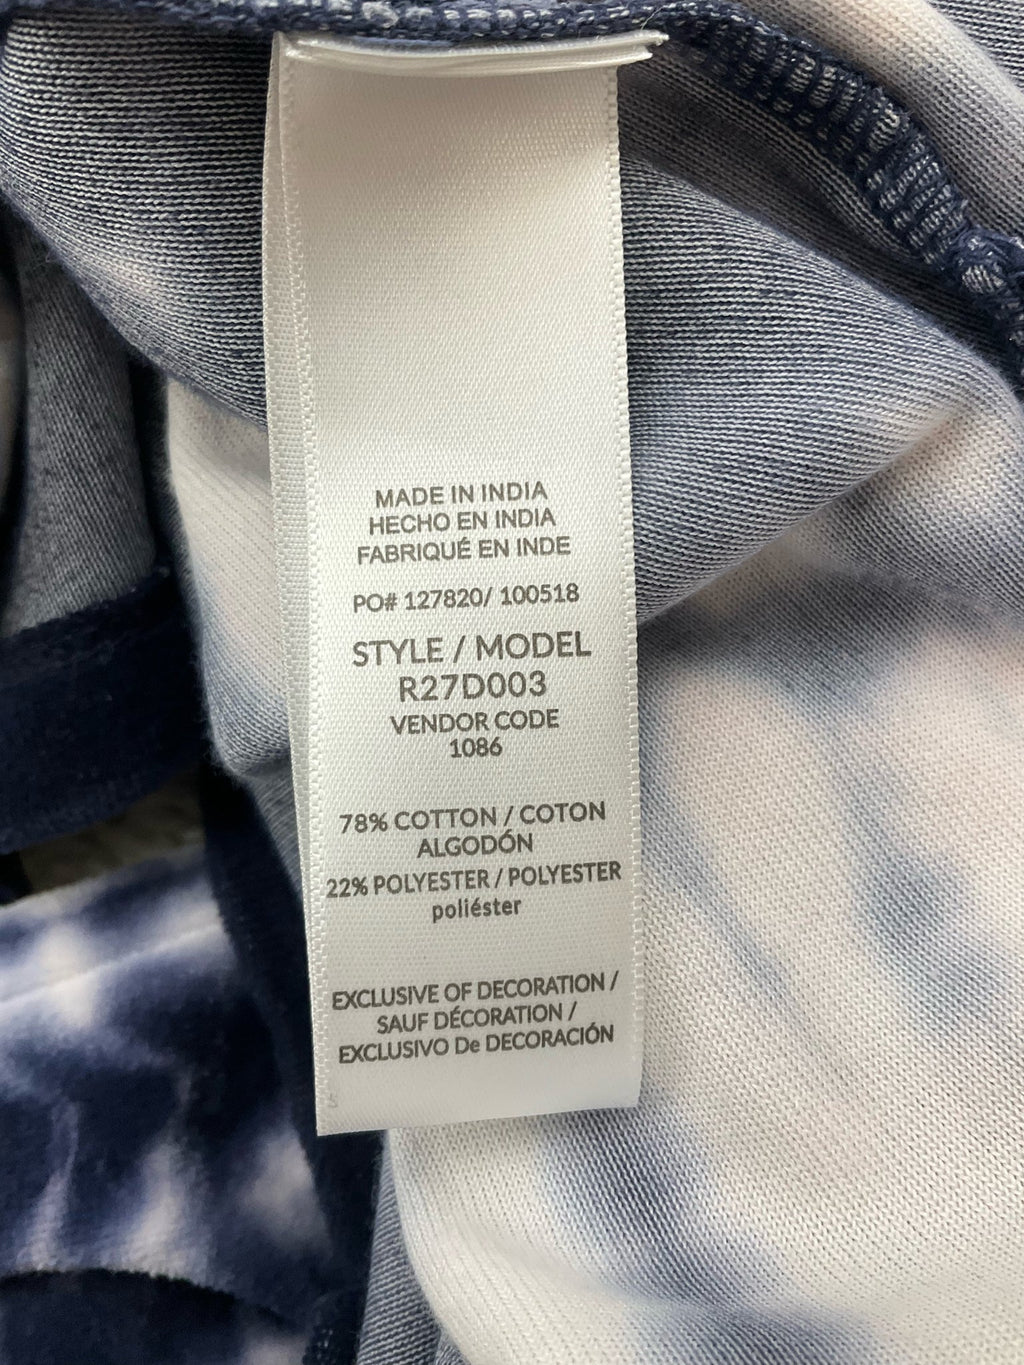 MADE IN INDIA
HECHO EN INDIA
FABRIQUÉ EN INDE
PO# 127820/ 100518
STYLE / MODEL
R27D003
VENDOR CODE
1086
78% COTTON / COTON
ALGODÓN
22% POLYESTER / POLYESTER
poliéster
EXCLUSIVE OF DECORATION /
SAUF DÉCORATION /
EXCLUSIVO De DECORACIÓN